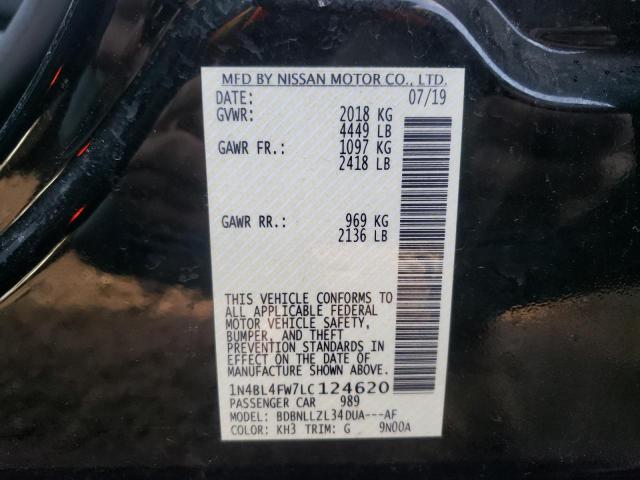 MFD BY NISSAN MOTOR CO., LTD.
DATE: 07/19
GVWR: 2018 KG
4449 LB
GAWR FR.: 1097 KG
2418 LB
GAWR RR.: 969 KG
2136 LB
THIS VEHICLE CONFORMS TO
ALL APPLICABLE FEDERAL
MOTOR VEHICLE SAFETY,
BUMPER, AND THEFT
PREVENTION STANDARDS IN
EFFECT ON THE DATE OF
MANUFACTURE SHOWN ABOVE.
1N4BL4FW7LC124620
PASSENGER CAR 989
MODEL: BDBNLLZL34DUA---AF
COLOR: KH3 TRIM: G 9N00A